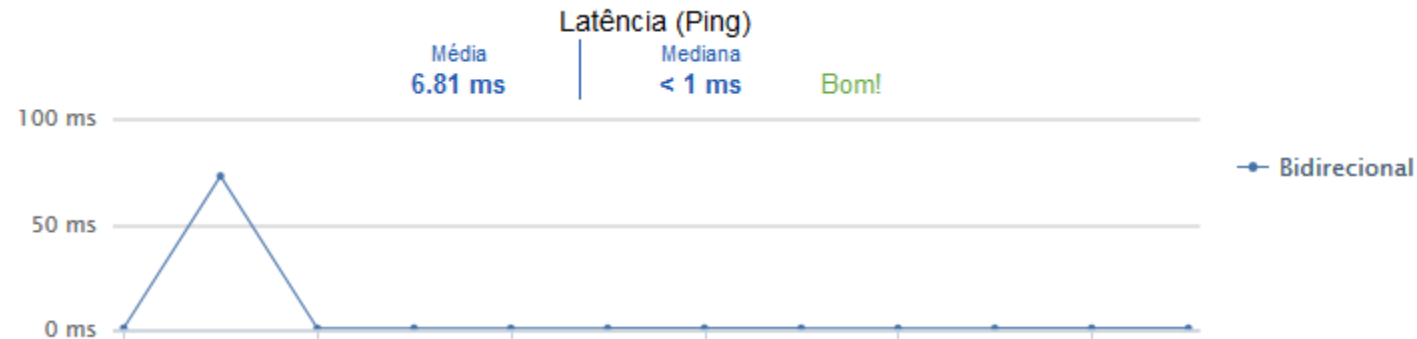 Latência (Ping)
Média
Mediana
6.81 ms
< 1 ms
Bom!
100 ms
Bidirecional
50 ms
0 ms